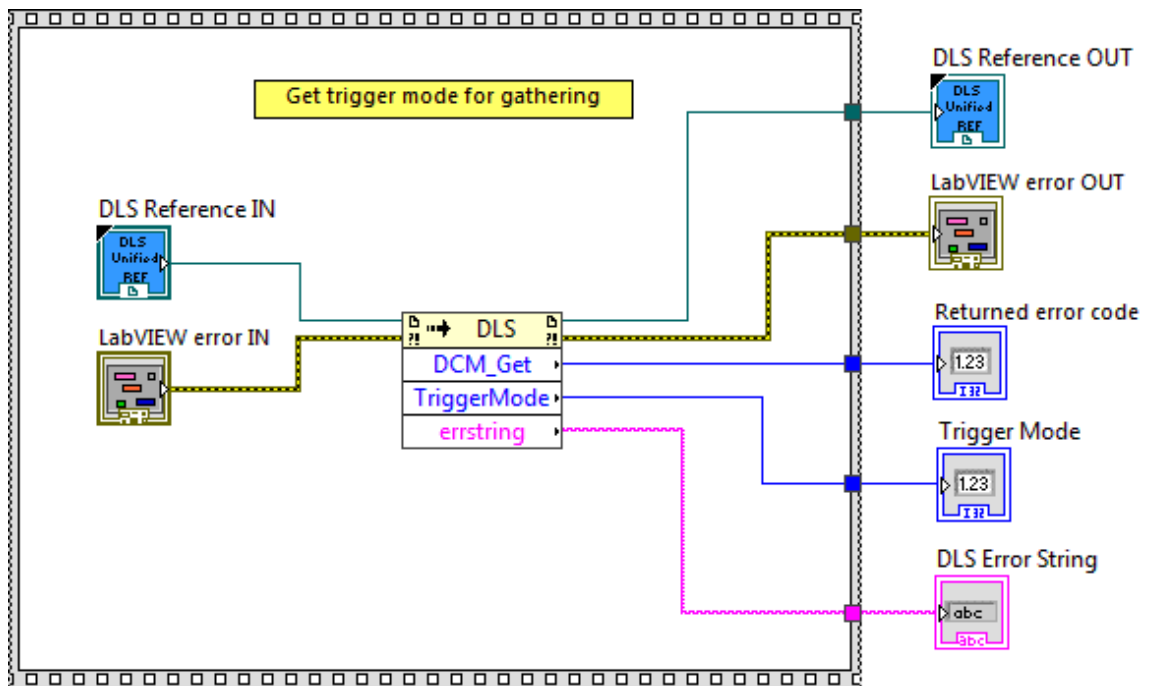 DLS Reference OUT
DLS
Unified
REF
Get trigger mode for gathering
LabVIEW error OUT
DLS Reference IN
DLS
Unified
REF
LabVIEW error IN
?!
DLS
?!
DCM_Get
TriggerMode
errstring
Returned error code
1.23
I32
Trigger Mode
1.23
I32
DLS Error String
abc
abc